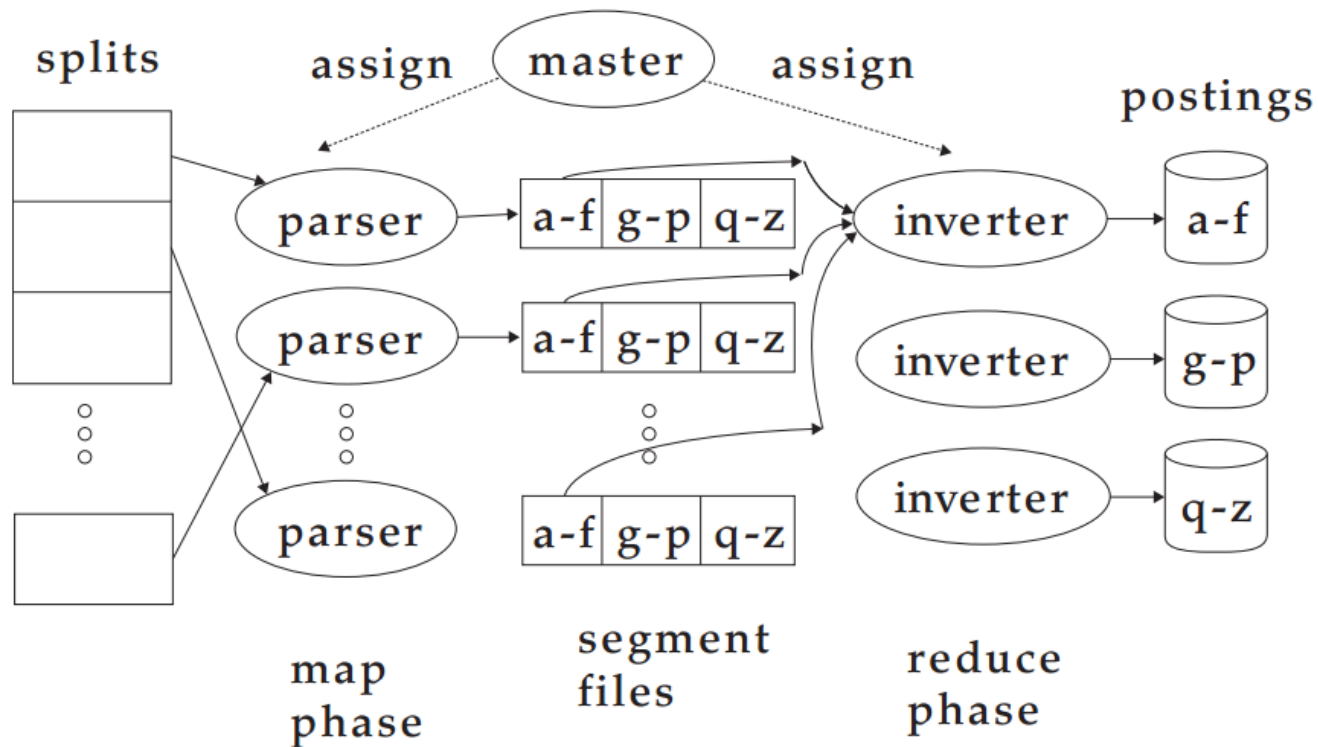 splits
assign
master
assign
postings
parser
a-f g-p q-z
inverter
a-f
parser
a-f g-p q-z
inverter
g-p
parser
a-f g-p q-z
inverter
q-z
map
phase
segment
files
reduce
phase